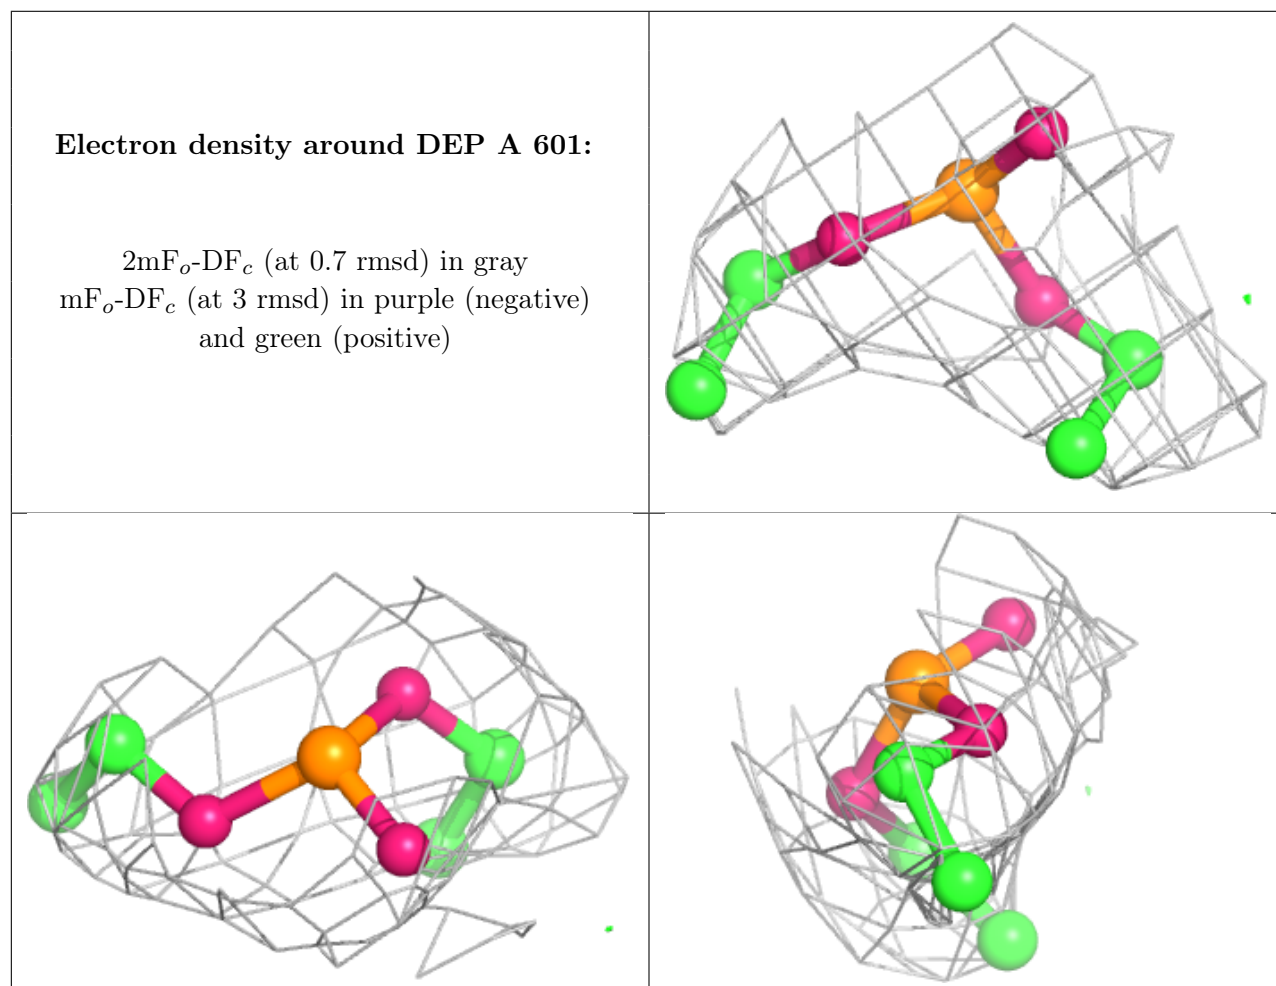 Electron density around DEP A 601:
2mFo-DFc (at 0.7 rmsd) in gray
mFo-DFc (at 3 rmsd) in purple (negative)
and green (positive)